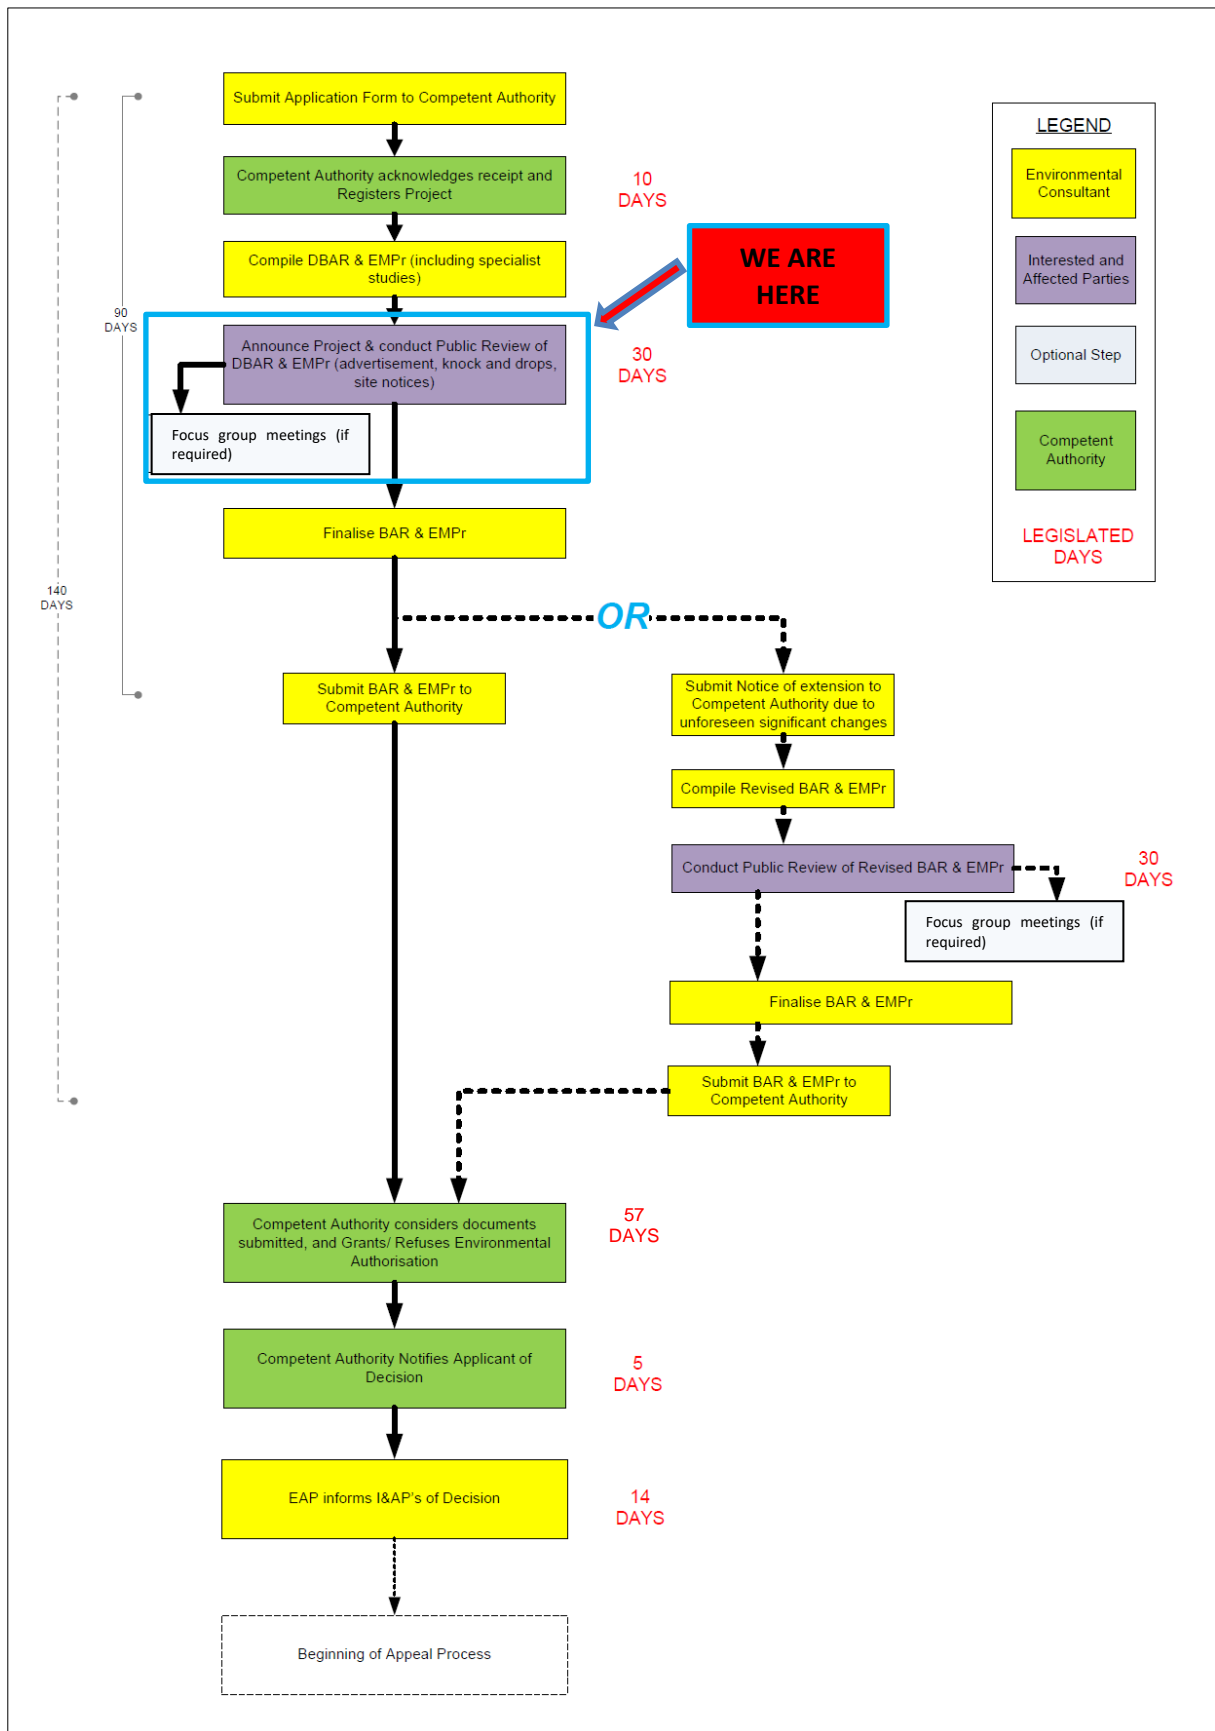 Submit Application Form to Competent Authority
Competent Authority acknowledges receipt and
Registers Project
10
DAYS
Compile DBAR & EMPr (including specialist
studies)
WE ARE
HERE
90
DAYS
Announce Project & conduct Public Review of
DBAR & EMPr (advertisement, knock and drops,
site notices)
30
DAYS
Focus group meetings (if
required)
Finalise BAR & EMPr
140
DAYS
OR
Submit BAR & EMPr to
Competent Authority
Submit Notice of extension to
Competent Authority due to
unforeseen significant changes
Compile Revised BAR & EMPr
Conduct Public Review of Revised BAR & EMPr
30
DAYS
Focus group meetings (if
required)
Finalise BAR & EMPr
Submit BAR & EMPr to
Competent Authority
Competent Authority considers documents
submitted, and Grants/ Refuses Environmental
Authorisation
57
DAYS
Competent Authority Notifies Applicant of
Decision
5
DAYS
EAP informs I&AP's of Decision
14
DAYS
Beginning of Appeal Process
LEGEND
Environmental
Consultant
Interested and
Affected Parties
Optional Step
Competent
Authority
LEGISLATED
DAYS